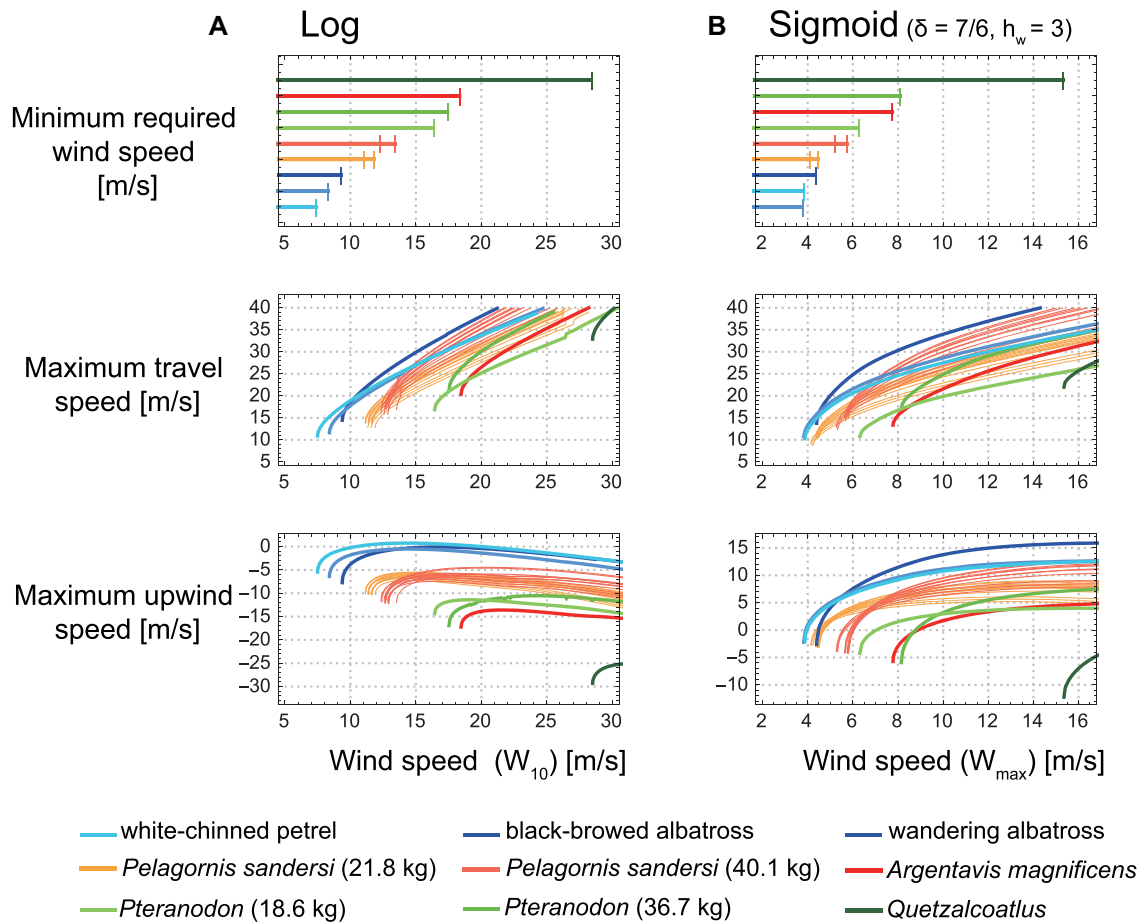 A Log
B Sigmoid (δ = 7/6, h_w = 3)
Minimum required
wind speed
[m/s]
5 10 15 20 25 30
2 4 6 8 10 12 14 16
Maximum travel
speed [m/s]
40
35
30
25
20
15
10
5
5 10 15 20 25 30
40
35
30
25
20
15
10
5
2 4 6 8 10 12 14 16
Maximum upwind
speed [m/s]
0
−5
−10
−15
−20
−25
−30
5 10 15 20 25 30
15
10
5
0
−5
−10
2 4 6 8 10 12 14 16
Wind speed (W_10) [m/s]
Wind speed (W_max) [m/s]
white-chinned petrel black-browed albatross wandering albatross
Pelagornis sandersi (21.8 kg) Pelagornis sandersi (40.1 kg) Argentavis magnificens
Pteranodon (18.6 kg) Pteranodon (36.7 kg) Quetzalcoatlus